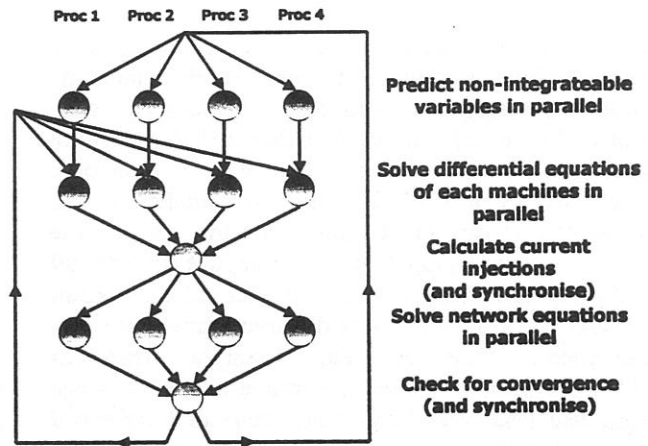 Proc 1 Proc 2 Proc 3 Proc 4
Predict non-integrateable
variables in parallel
Solve differential equations
of each machines in
parallel
Calculate current
injections
(and synchronise)
Solve network equations
in parallel
Check for convergence
(and synchronise)